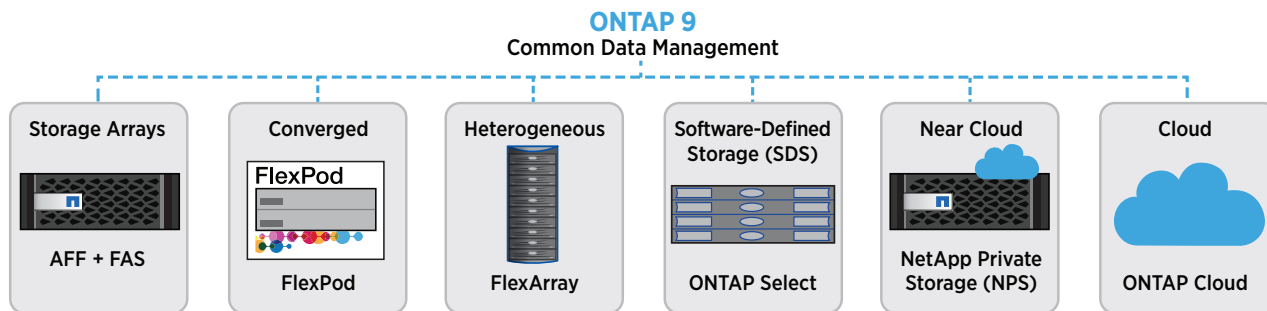 ONTAP 9
Common Data Management
Storage Arrays
AFF + FAS
Converged
FlexPod
FlexPod
Heterogeneous
FlexArray
Software-Defined
Storage (SDS)
ONTAP Select
Near Cloud
NetApp Private
Storage (NPS)
Cloud
ONTAP Cloud